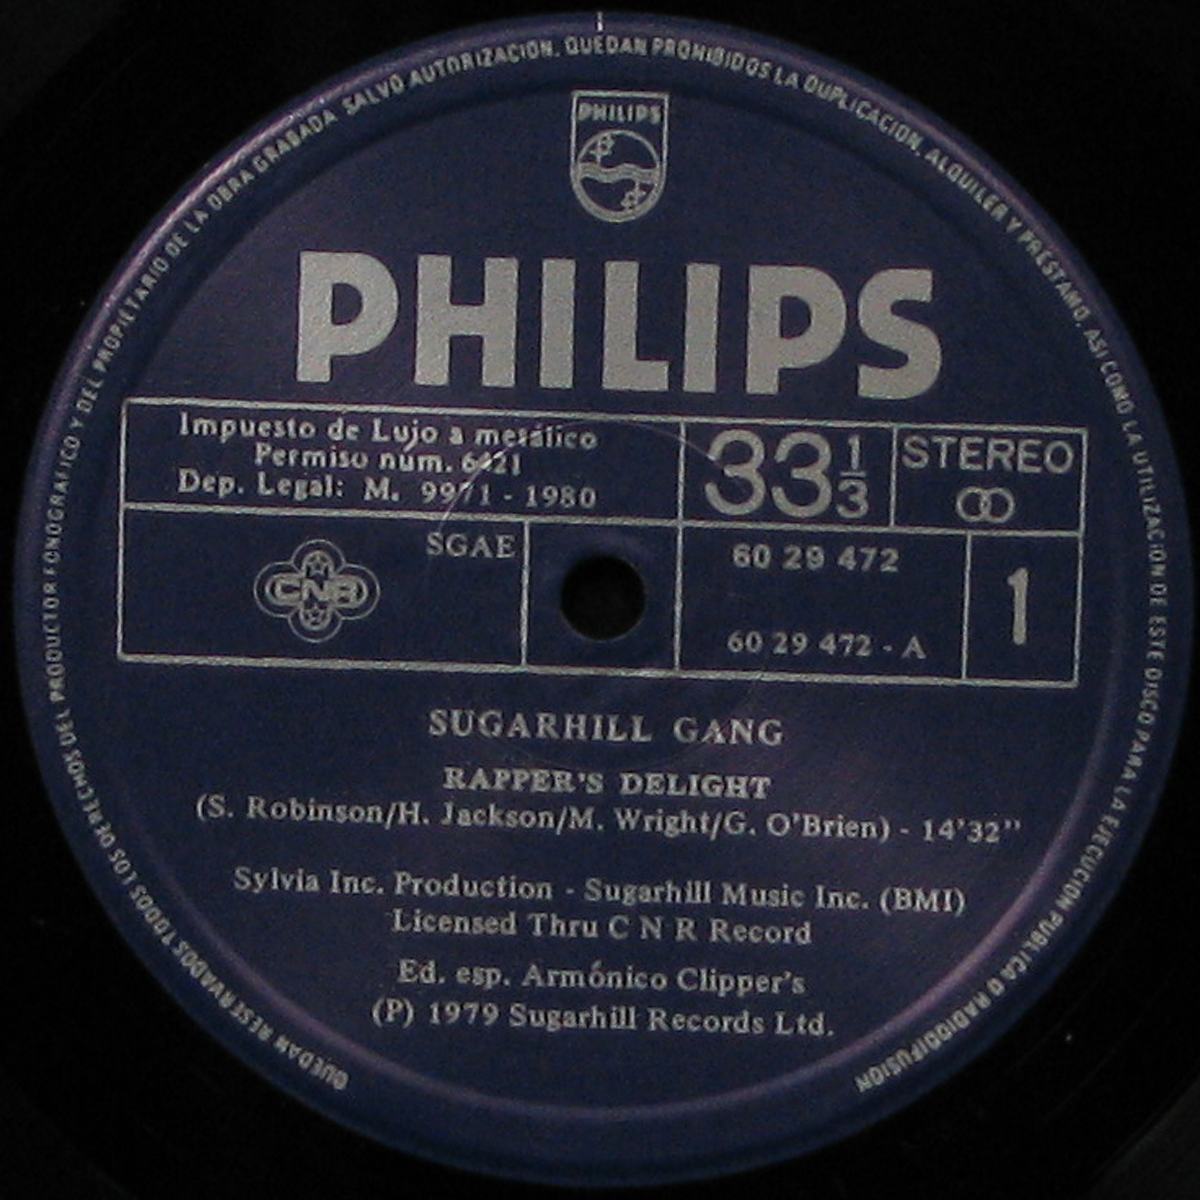 QUEDAN RESERVADOS TODOS LOS DERECHOS DEL PRODUCTOR FONOGRAFICO Y DEL PROPIETARIO DE LA OBRA GRABADA SALVO AUTORIZACION. QUEDAN PROHIBIDOS LA DUPLICACION, ALQUILER Y PRESTAMO, ASI COMO LA UTILIZACION DE ESTE DISCO PARA LA EJECUCION PUBLICA O RADIODIFUSION
PHILIPS
PHILIPS
Impuesto de Lujo a metálico
Permiso núm. 6421
Dep. Legal: M. 9971 - 1980
33 1/3
STEREO
SGAE
CNR
60 29 472
60 29 472 - A
1
SUGARHILL GANG
RAPPER'S DELIGHT
(S. Robinson/H. Jackson/M. Wright/G. O'Brien) - 14'32"
Sylvia Inc. Production - Sugarhill Music Inc. (BMI)
Licensed Thru C N R Record
Ed. esp. Armónico Clipper's
(P) 1979 Sugarhill Records Ltd.